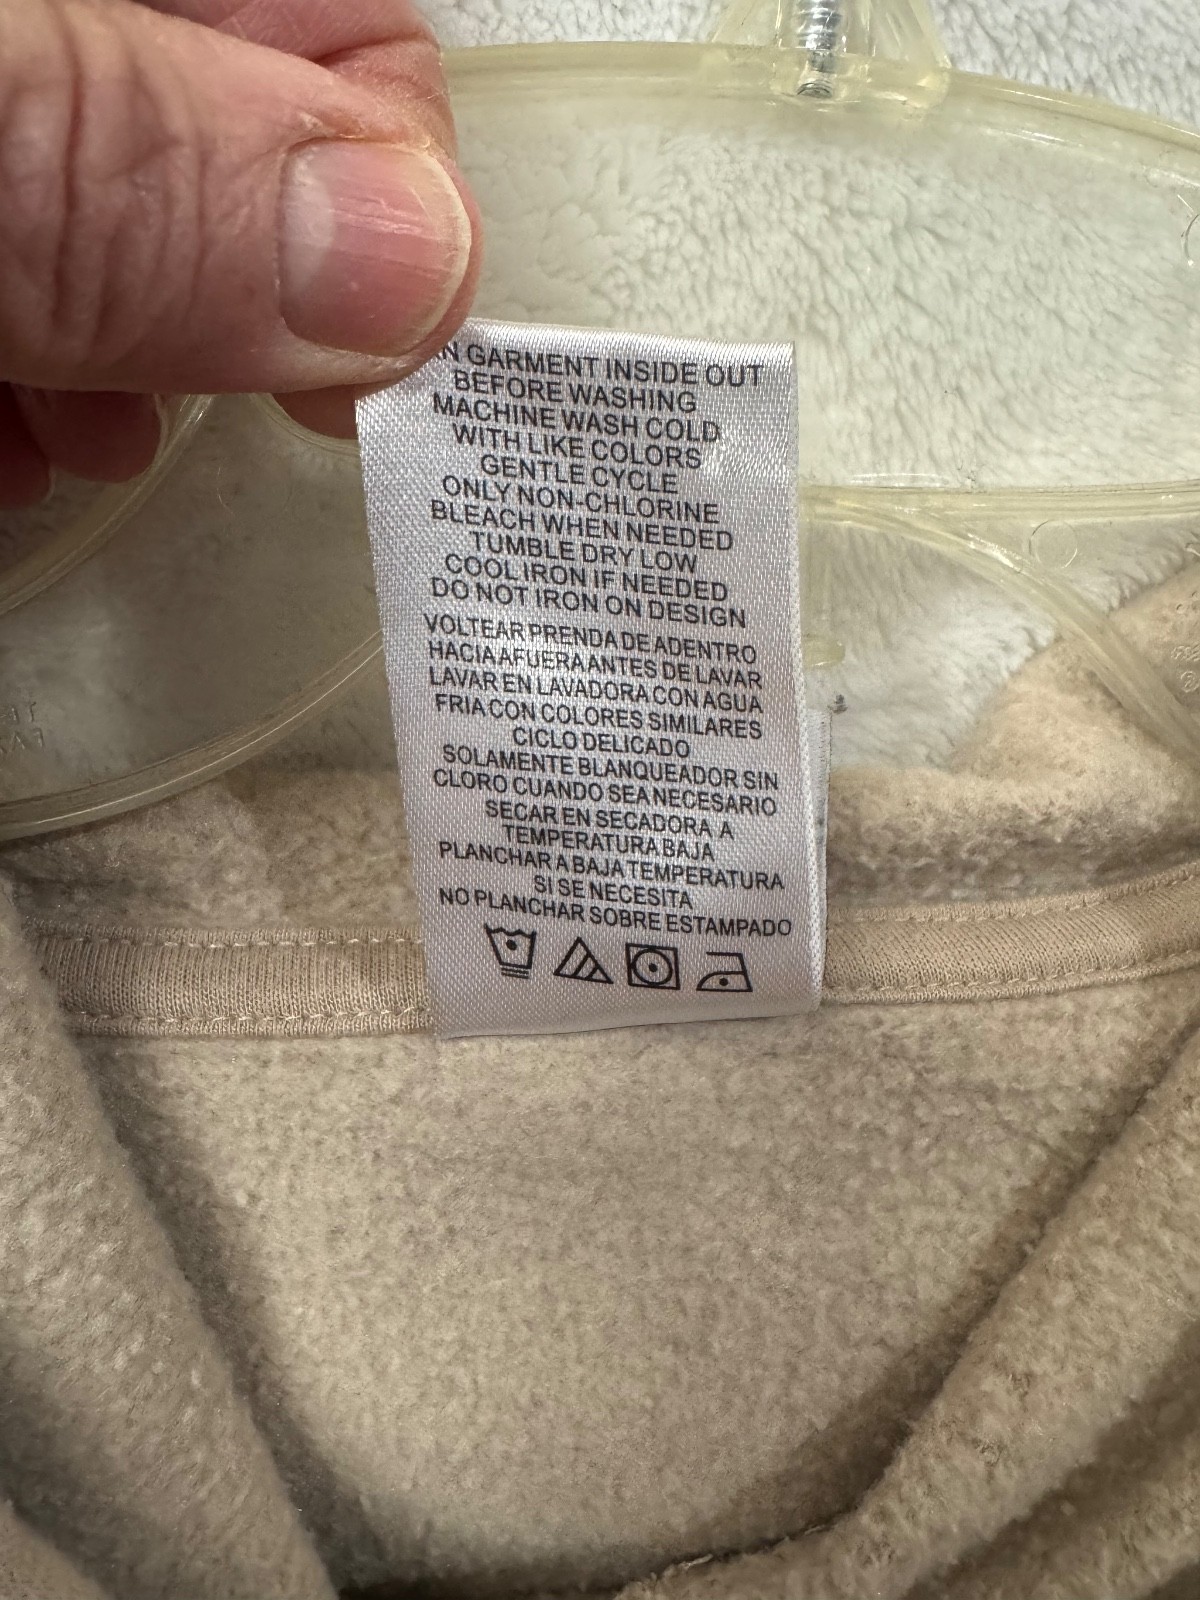 GARMENT INSIDE OUT
BEFORE WASHING
MACHINE WASH COLD
WITH LIKE COLORS
GENTLE CYCLE
ONLY NON-CHLORINE
BLEACH WHEN NEEDED
TUMBLE DRY LOW
COOL IRON IF NEEDED
DO NOT IRON ON DESIGN
VOLTEAR PRENDA DE ADENTRO
HACIA AFUERA ANTES DE LAVAR
LAVAR EN LAVADORA CON AGUA
FRIA CON COLORES SIMILARES
CICLO DELICADO
SOLAMENTE BLANQUEADOR SIN
CLORO CUANDO SEA NECESARIO
SECAR EN SECADORA A
TEMPERATURA BAJA
PLANCHAR A BAJA TEMPERATURA
SI SE NECESITA
NO PLANCHAR SOBRE ESTAMPADO